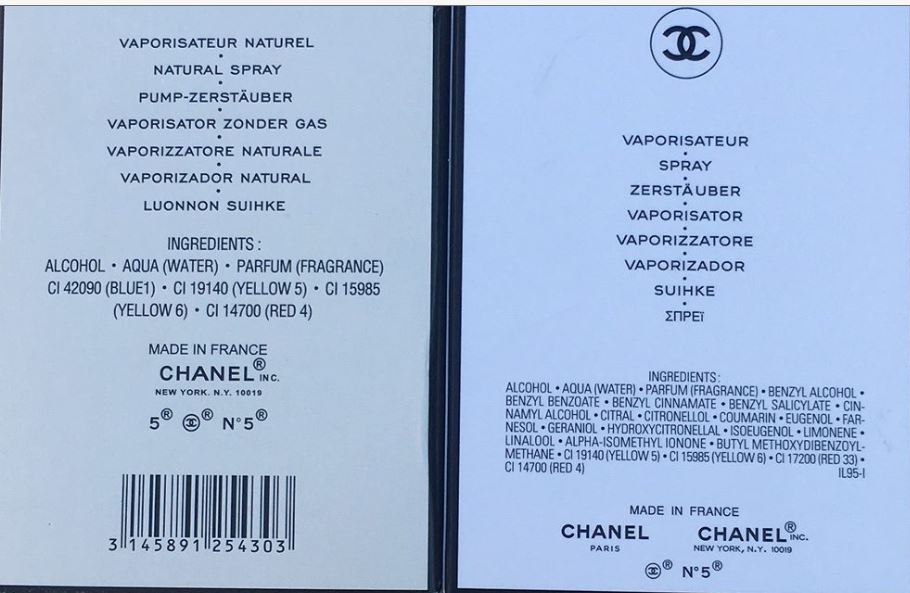 VAPORISATEUR NATUREL
•
NATURAL SPRAY
•
PUMP-ZERSTÄUBER
•
VAPORISATOR ZONDER GAS
•
VAPORIZZATORE NATURALE
•
VAPORIZADOR NATURAL
•
LUONNON SUIHKE
INGREDIENTS :
ALCOHOL • AQUA (WATER) • PARFUM (FRAGRANCE)
CI 42090 (BLUE1) • CI 19140 (YELLOW 5) • CI 15985
(YELLOW 6) • CI 14700 (RED 4)
MADE IN FRANCE
CHANEL® INC.
NEW YORK. N.Y. 10019
5® ® N°5®
3 145891 254303
VAPORISATEUR
•
SPRAY
•
ZERSTÄUBER
•
VAPORISATOR
•
VAPORIZZATORE
•
VAPORIZADOR
•
SUIHKE
•
ΣΠΡΕΪ
INGREDIENTS:
ALCOHOL • AQUA (WATER) • PARFUM (FRAGRANCE) • BENZYL ALCOHOL •
BENZYL BENZOATE • BENZYL CINNAMATE • BENZYL SALICYLATE • CIN-
NAMYL ALCOHOL • CITRAL • CITRONELLOL • COUMARIN • EUGENOL • FAR-
NESOL • GERANIOL • HYDROXYCITRONELLAL • ISOEUGENOL • LIMONENE •
LINALOOL • ALPHA-ISOMETHYL IONONE • BUTYL METHOXYDIBENZOYL-
METHANE • CI 19140 (YELLOW 5) • CI 15985 (YELLOW 6) • CI 17200 (RED 33) •
CI 14700 (RED 4) IL95-I
MADE IN FRANCE
CHANEL CHANEL® INC.
PARIS NEW YORK, N.Y. 10019
® N°5®